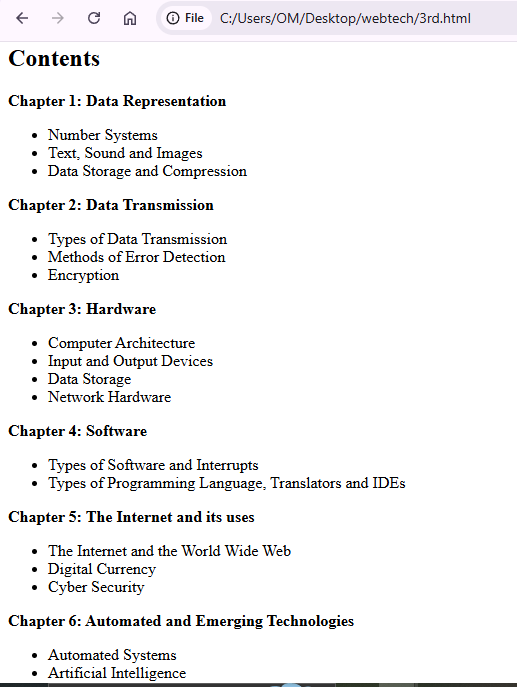 File C:/Users/OM/Desktop/webtech/3rd.html
Contents
Chapter 1: Data Representation
• Number Systems
• Text, Sound and Images
• Data Storage and Compression
Chapter 2: Data Transmission
• Types of Data Transmission
• Methods of Error Detection
• Encryption
Chapter 3: Hardware
• Computer Architecture
• Input and Output Devices
• Data Storage
• Network Hardware
Chapter 4: Software
• Types of Software and Interrupts
• Types of Programming Language, Translators and IDEs
Chapter 5: The Internet and its uses
• The Internet and the World Wide Web
• Digital Currency
• Cyber Security
Chapter 6: Automated and Emerging Technologies
• Automated Systems
• Artificial Intelligence